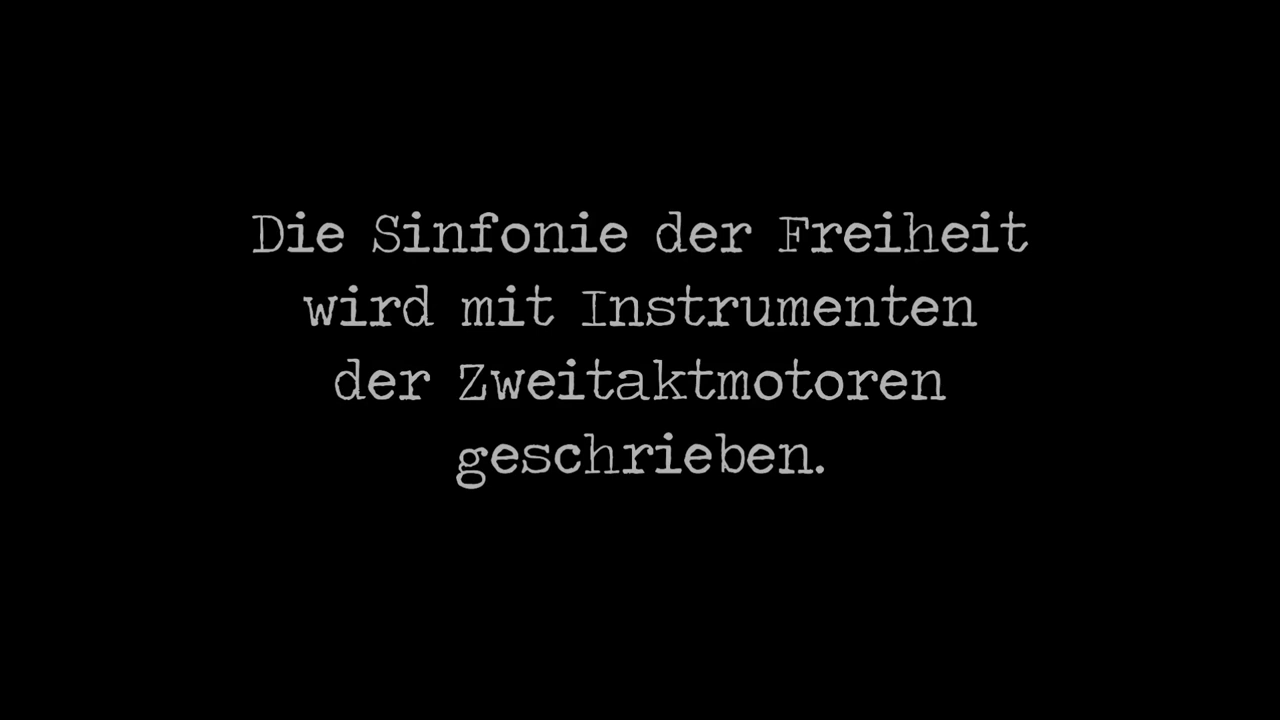 Die Sinfonie der Freiheit
wird mit Instrumenten
der Zweitaktmotoren
geschrieben.